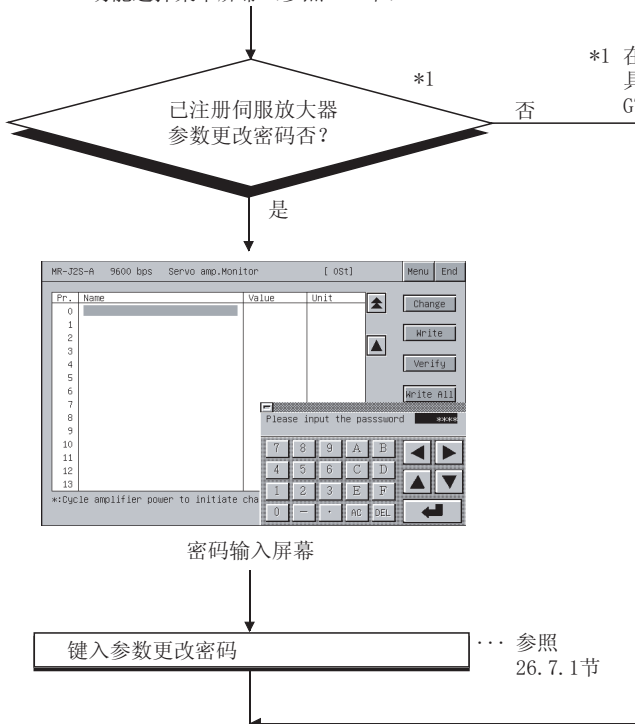 *1
*1 在
具
G
已注册伺服放大器
参数更改密码否？
否
是
MR-J2S-A 9600 bps Servo amp.Monitor [ 0St] Menu End
Pr. Name Value Unit
0
1
2
3
4
5
6
7
8
9
10
11
12
13
Change
Write
Verify
Write All
Please input the passsword ****
7 8 9 A B
4 5 6 C D
1 2 3 E F
0 - · AC DEL
*:Cycle amplifier power to initiate cha
密码输入屏幕
键入参数更改密码
··· 参照
26.7.1节